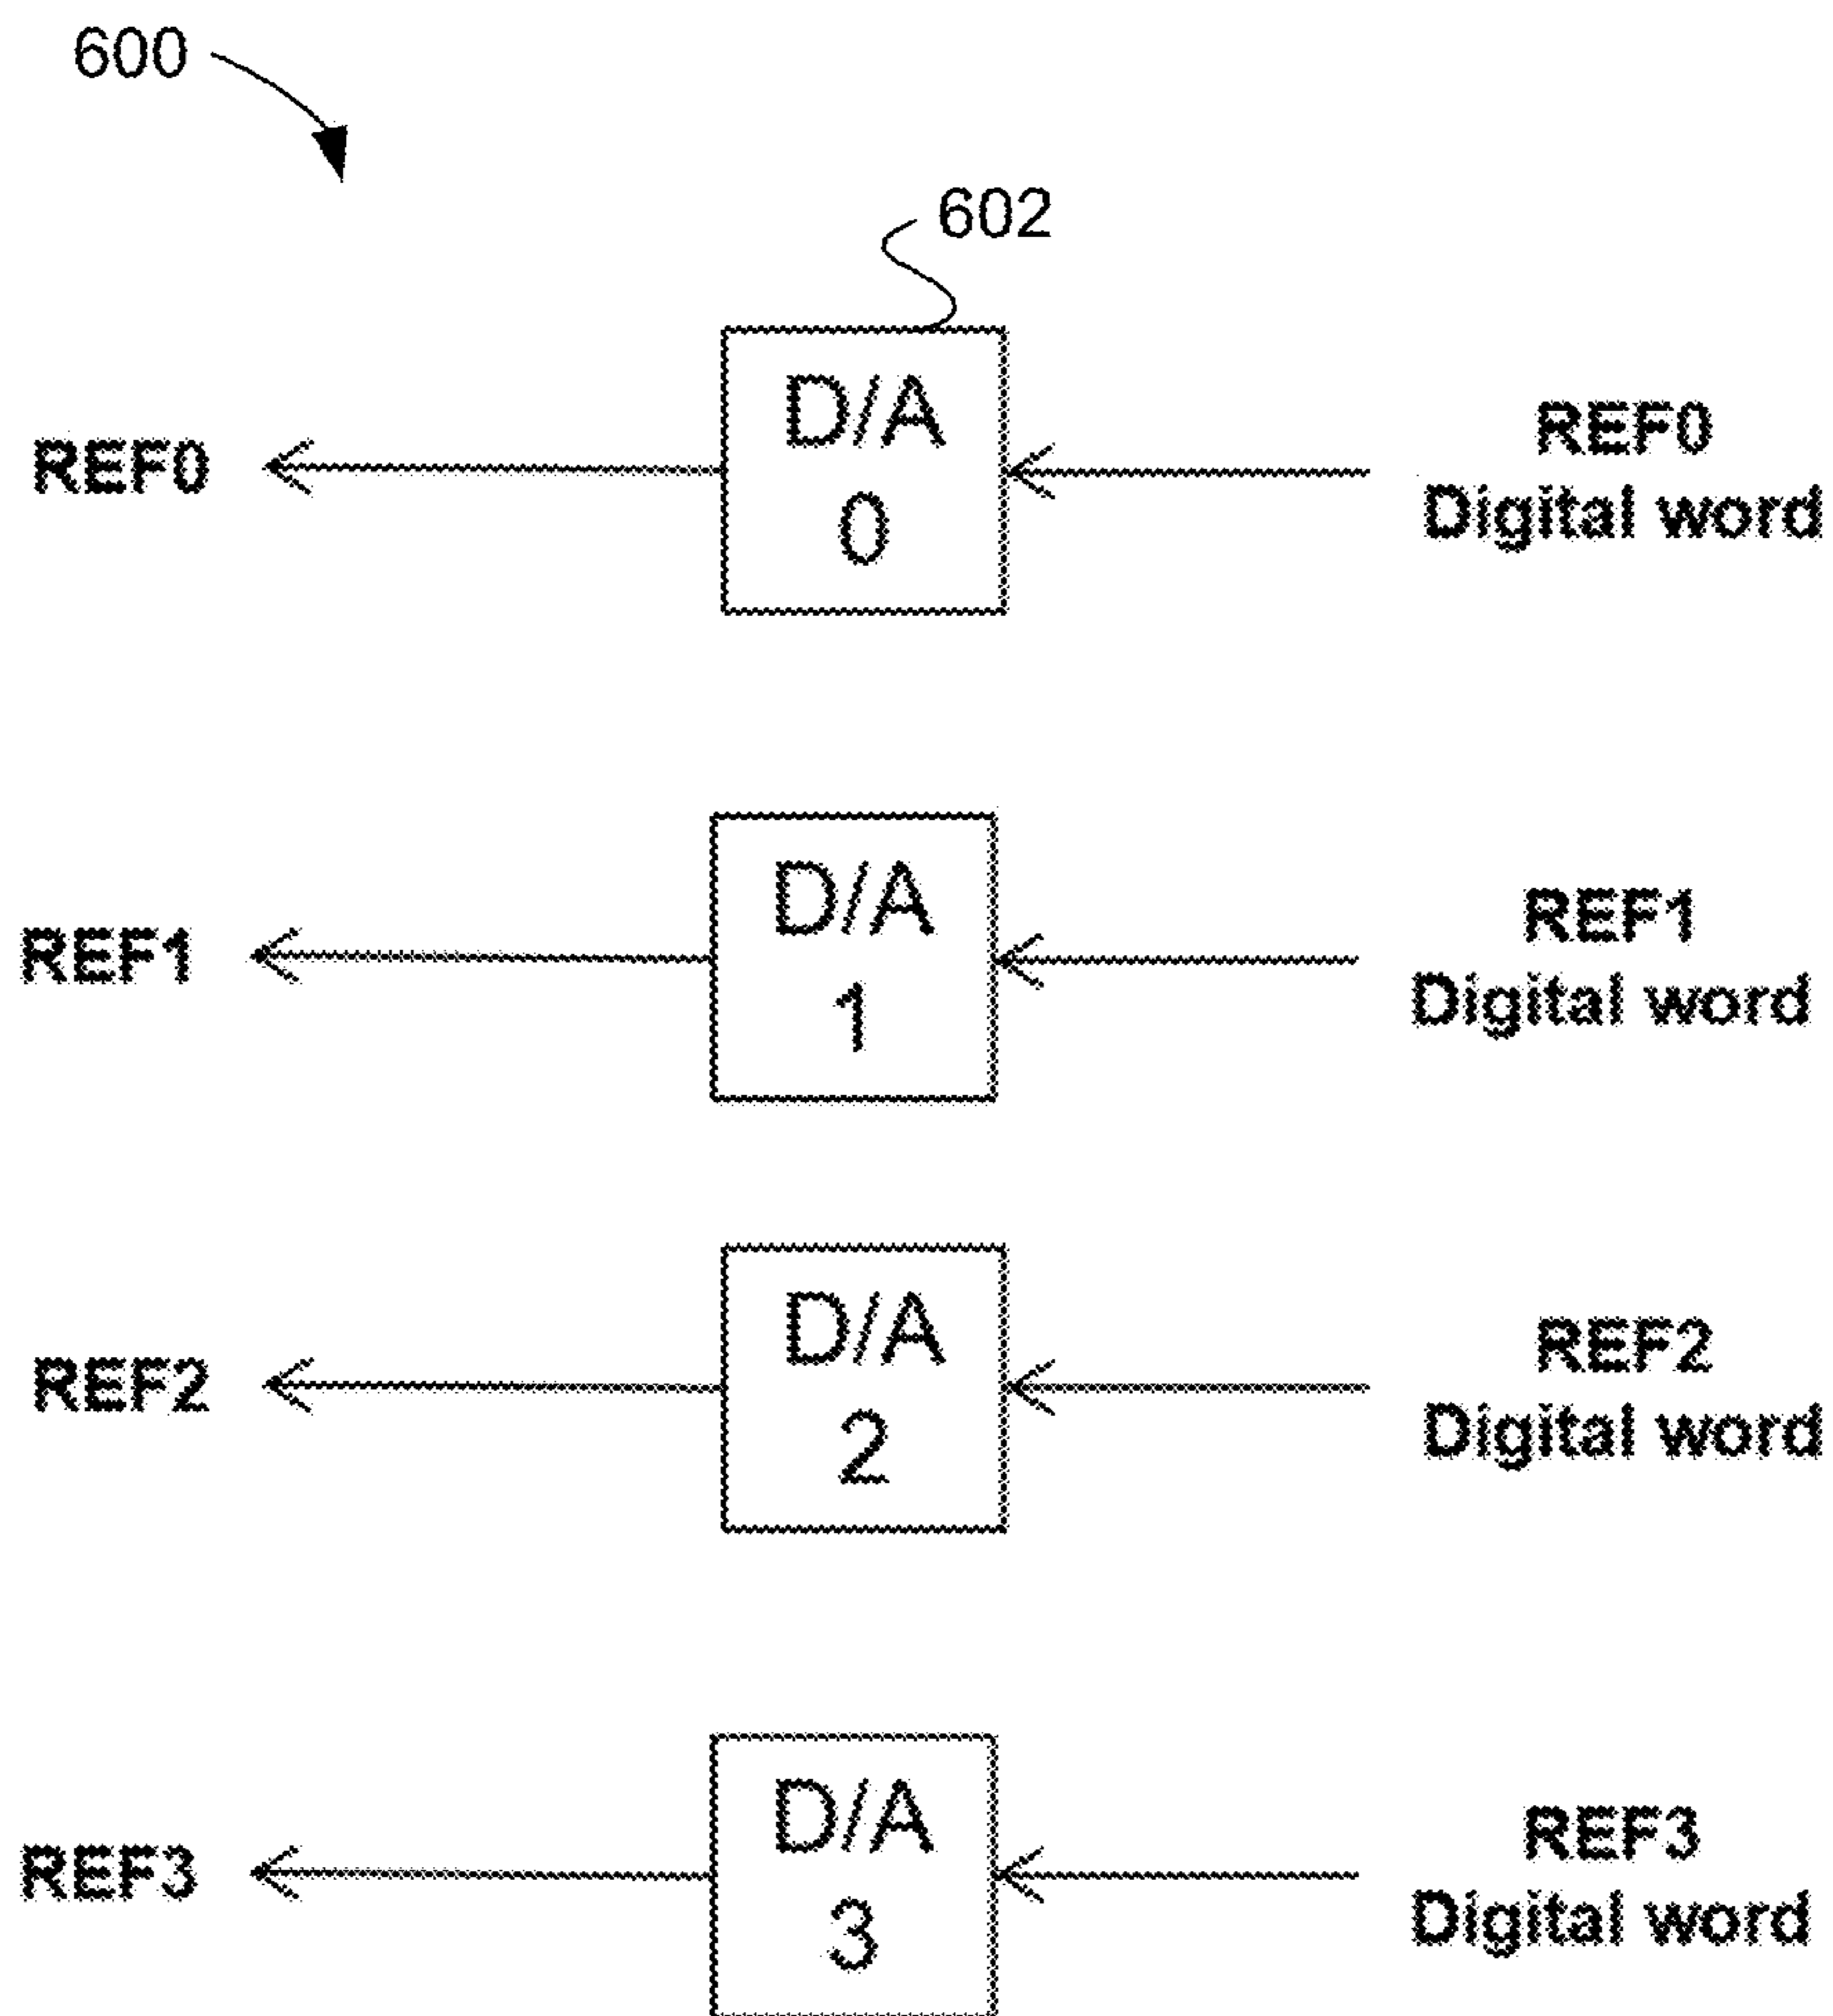 600
602
REF0
D/A
0
REF0
Digital word
REF1
D/A
1
REF1
Digital word
REF2
D/A
2
REF2
Digital word
REF3
D/A
3
REF3
Digital word